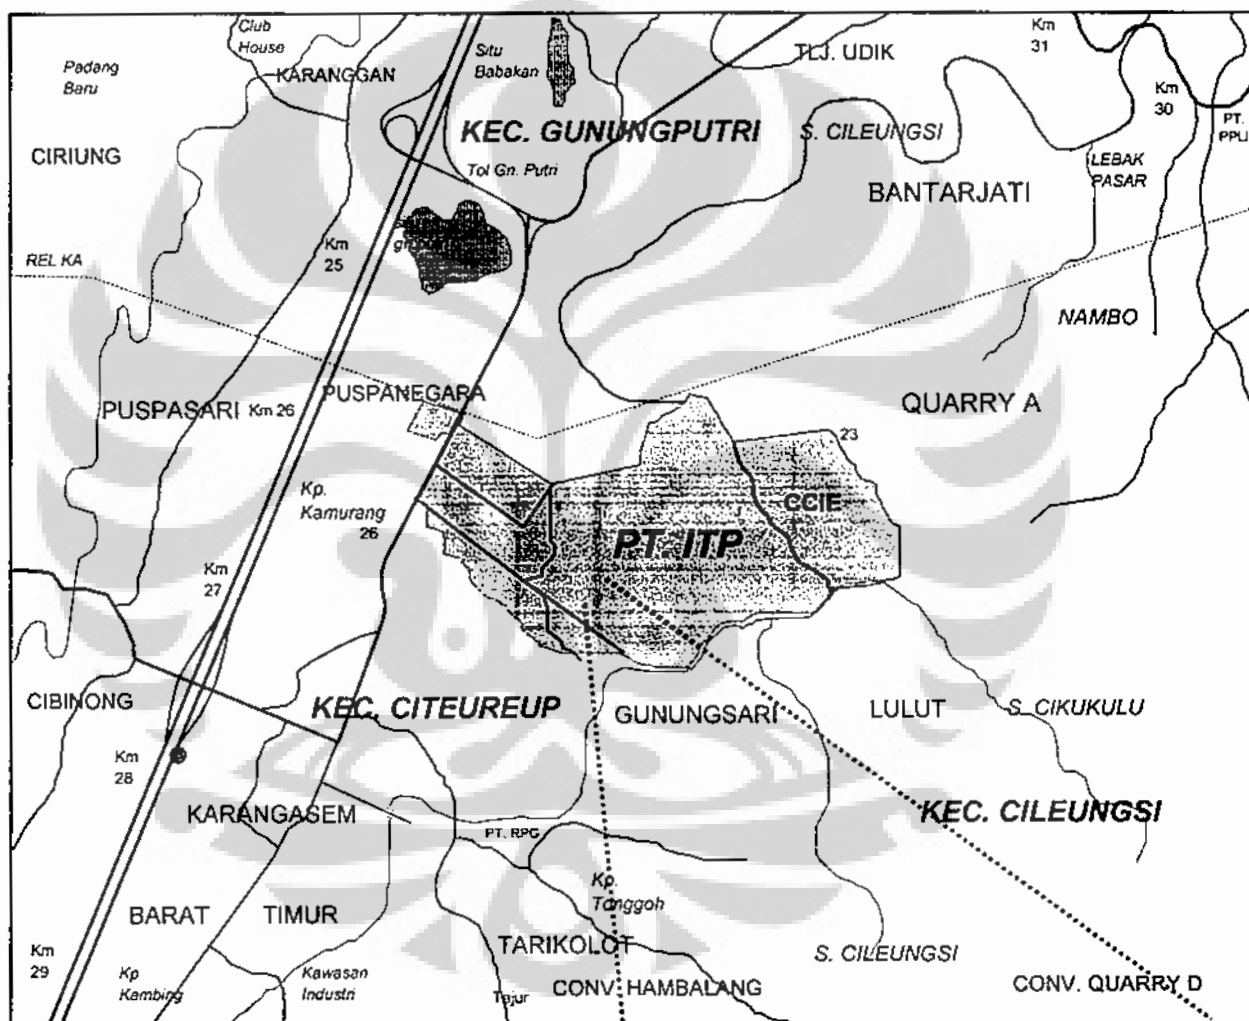 Club
House
Situ
Babakan
Km
31
TLJ. UDIK
Padang
Baru
KARANGGAN
Km
30
PT.
PPLI
KEC. GUNUNGPUTRI
S. CILEUNGSI
CIRIUNG
Tol Gn. Putri
LEBAK
PASAR
BANTARJATI
Km
25
REL KA
NAMBO
PUSPANEGARA
PUSPASARI
Km 26
QUARRY A
23
Kp.
Kamurang
26
CCIE
PT. ITP
Km
27
CIBINONG
KEC. CITEUREUP
GUNUNGSARI
LULUT
S. CIKUKULU
Km
28
KARANGASEM
KEC. CILEUNGSI
PT. RPG
Kp.
Tonggoh
BARAT
TIMUR
TARIKOLOT
S. CILEUNGSI
Km
29
Kp
Kambing
Kawasan
Industri
Tajur
CONV. HAMBALANG
CONV. QUARRY D